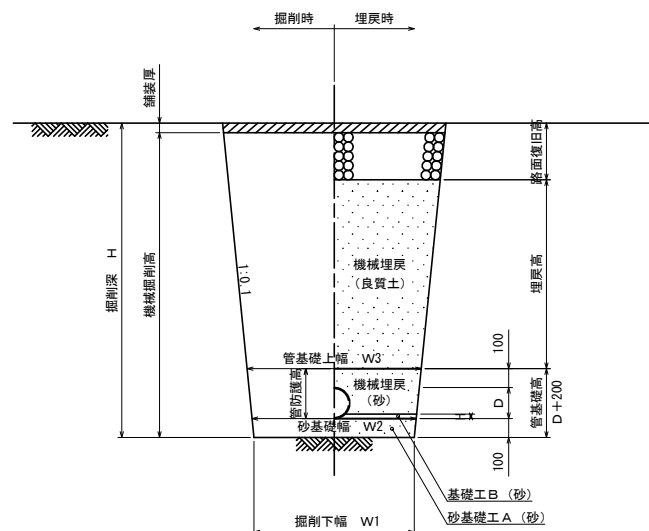 掘削時
埋戻時
舗装厚
掘削深 H
機械掘削高
1:0.1
路面復旧高
機械埋戻
(良質土)
埋戻高
管基礎上幅 W3
100
管防護高
機械埋戻
(砂)
D
管基礎高
D+200
砂基礎幅 W2
H
100
基礎工B(砂)
砂基礎工A(砂)
掘削下幅 W1